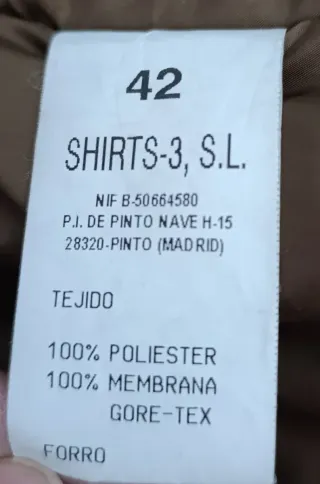 42
SHIRTS-3, S.L.
NIF B-50664580
P.I. DE PINTO NAVE H-15
28320-PINTO (MADRID)
TEJIDO
100% POLIESTER
100% MEMBRANA
GORE-TEX
FORRO